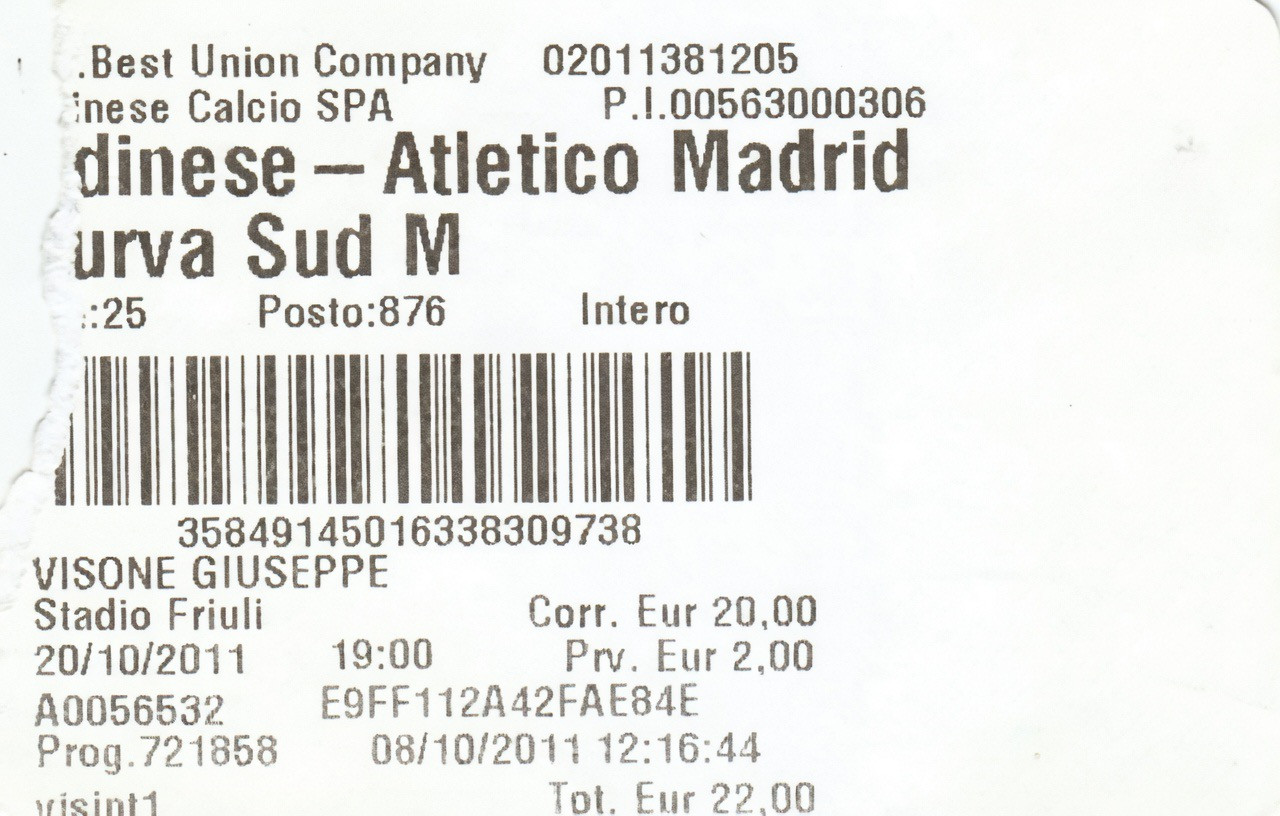 .Best Union Company 02011381205
inese Calcio SPA P.I.00563000306
dinese – Atletico Madrid
urva Sud M
.:25 Posto:876 Intero
35849145016338309738
VISONE GIUSEPPE
Stadio Friuli Corr. Eur 20,00
20/10/2011 19:00 Prv. Eur 2,00
A0056532 E9FF112A42FAE84E
Prog.721858 08/10/2011 12:16:44
visint1 Tot. Eur 22,00